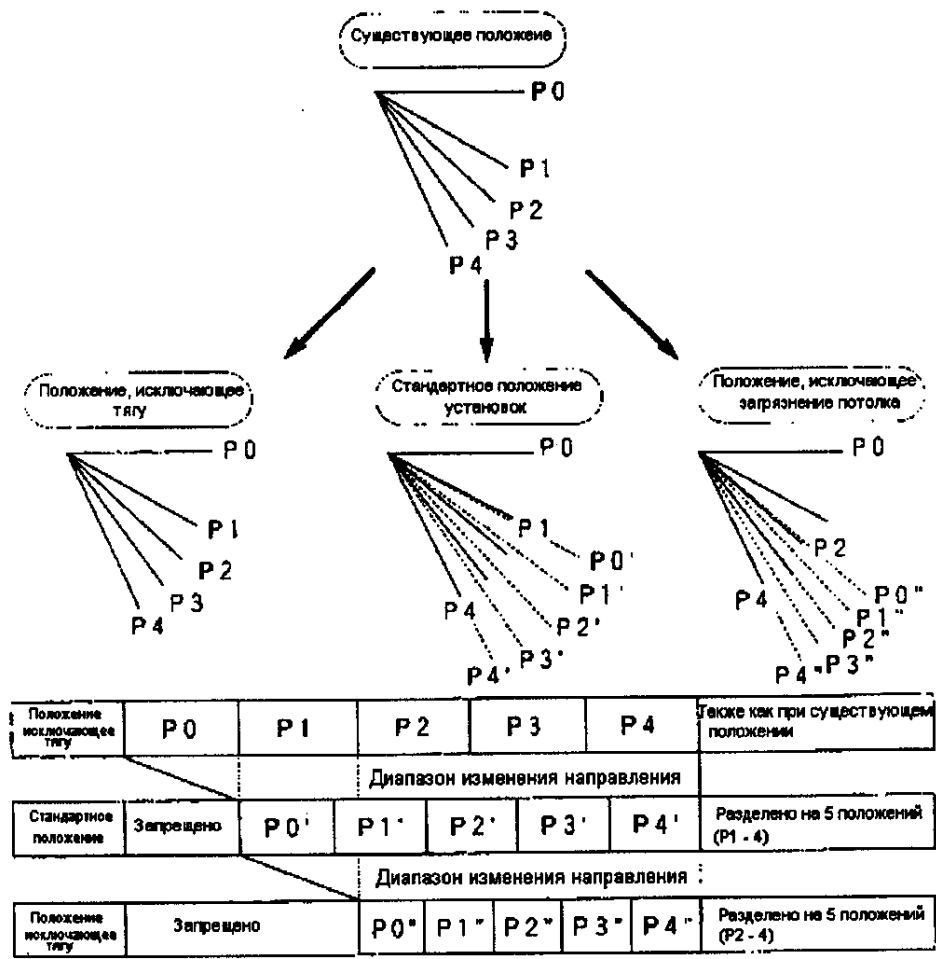 Существующее положеие
P0
P1
P2
P3
P4
Положение, исключающее
тягу
Стандартное положение
установок
Положение, исключеющее
загрязнение потолка
P0
P1
P2
P3
P4
P0
P1
P0'
P1'
P4
P2'
P3'
P4'
P0
P2
P0"
P4
P1"
P2"
P3"
P4"
Положение
исключающее
тягу
P0
P1
P2
P3
P4
Также как при существующем
положении
Диапазон изменения направления
Стандартное
положение
Запрещено
P0'
P1'
P2'
P3'
P4'
Разделено на 5 положений
(P1 - 4)
Диапазон изменения направления
Положение
исключающее
тягу
Запрещено
P0"
P1"
P2"
P3"
P4"
Разделено на 5 положений
(P2 - 4)